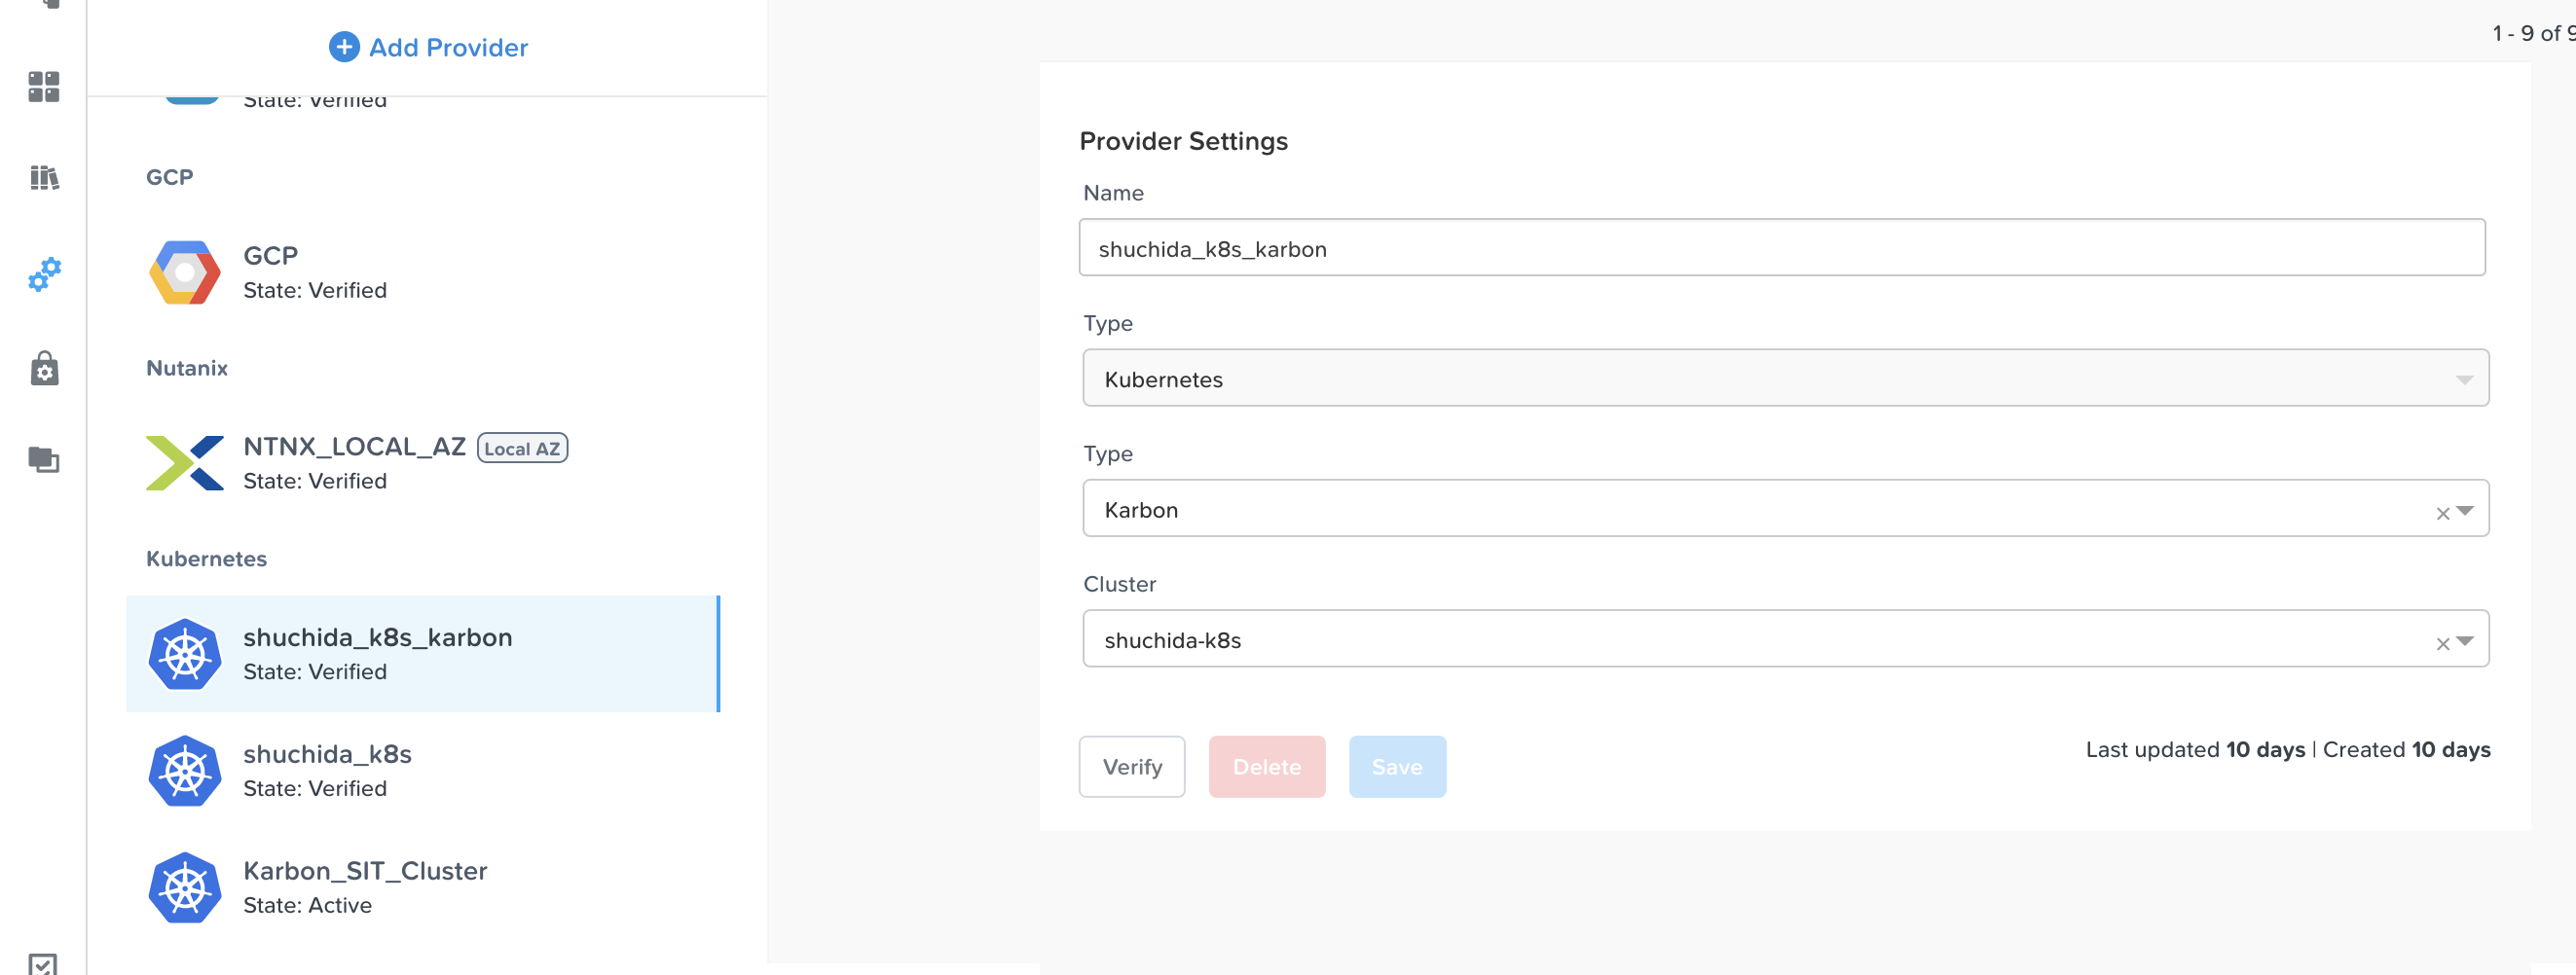 Add Provider
State: Verified
GCP
GCP
State: Verified
Nutanix
NTNX_LOCAL_AZ Local AZ
State: Verified
Kubernetes
shuchida_k8s_karbon
State: Verified
shuchida_k8s
State: Verified
Karbon_SIT_Cluster
State: Active
1 - 9 of 9
Provider Settings
Name
shuchida_k8s_karbon
Type
Kubernetes
Type
Karbon
Cluster
shuchida-k8s
Verify Delete Save
Last updated 10 days | Created 10 days